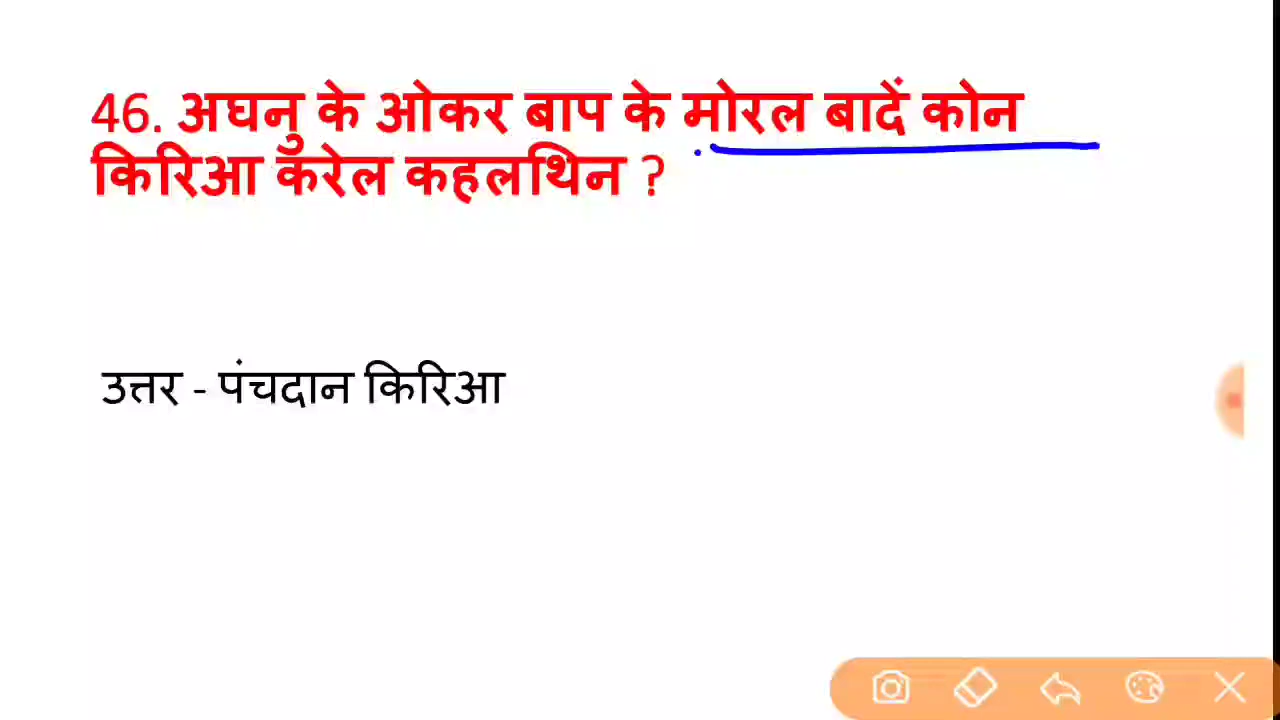 46. अघनु के ओकर बाप के मोरल बादें कोन
किरिआ करेल कहलथिन ?
उत्तर - पंचदान किरिआ